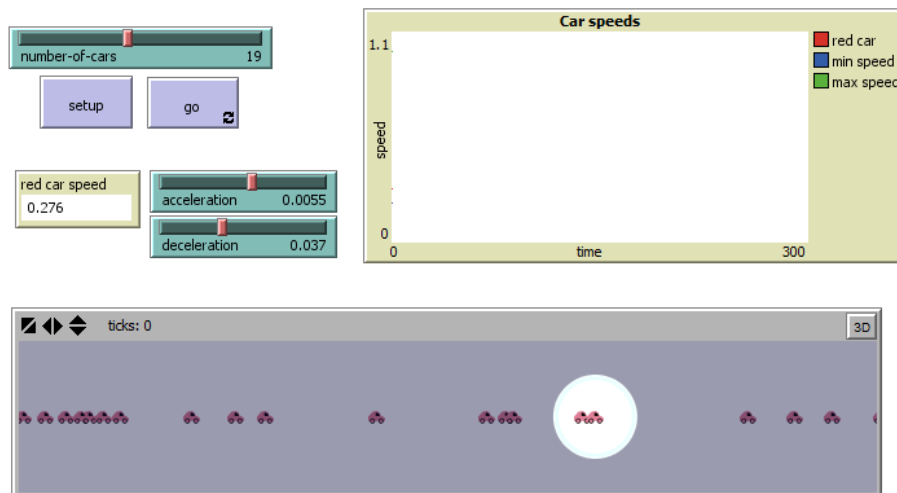 number-of-cars 19
setup
go
red car speed
0.276
acceleration 0.0055
deceleration 0.037
Car speeds
1.1
speed
0
0 time 300
red car
min speed
max speed
ticks: 0
3D